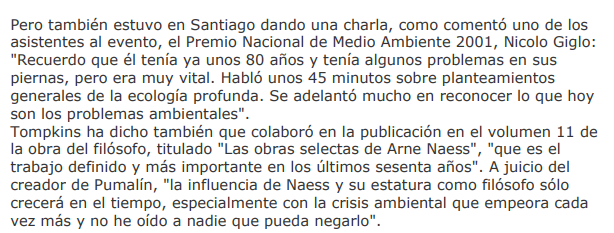 Pero también estuvo en Santiago dando una charla, como comentó uno de los
asistentes al evento, el Premio Nacional de Medio Ambiente 2001, Nicolo Giglo:
"Recuerdo que él tenía ya unos 80 años y tenía algunos problemas en sus
piernas, pero era muy vital. Habló unos 45 minutos sobre planteamientos
generales de la ecología profunda. Se adelantó mucho en reconocer lo que hoy
son los problemas ambientales".
Tompkins ha dicho también que colaboró en la publicación en el volumen 11 de
la obra del filósofo, titulado "Las obras selectas de Arne Naess", "que es el
trabajo definido y más importante en los últimos sesenta años". A juicio del
creador de Pumalín, "la influencia de Naess y su estatura como filósofo sólo
crecerá en el tiempo, especialmente con la crisis ambiental que empeora cada
vez más y no he oído a nadie que pueda negarlo".